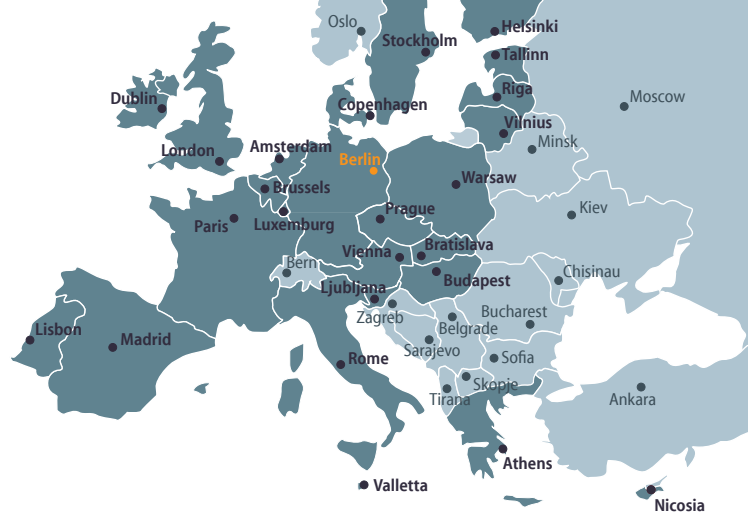 Oslo
Helsinki
Stockholm
Tallinn
Riga
Moscow
Dublin
Copenhagen
Vilnius
Minsk
London
Amsterdam
Berlin
Warsaw
Brussels
Paris
Luxemburg
Prague
Kiev
Vienna
Bratislava
Bern
Budapest
Chisinau
Ljubljana
Zagreb
Belgrade
Bucharest
Lisbon
Madrid
Sarajevo
Rome
Sofia
Skopje
Tirana
Ankara
Athens
Valletta
Nicosia